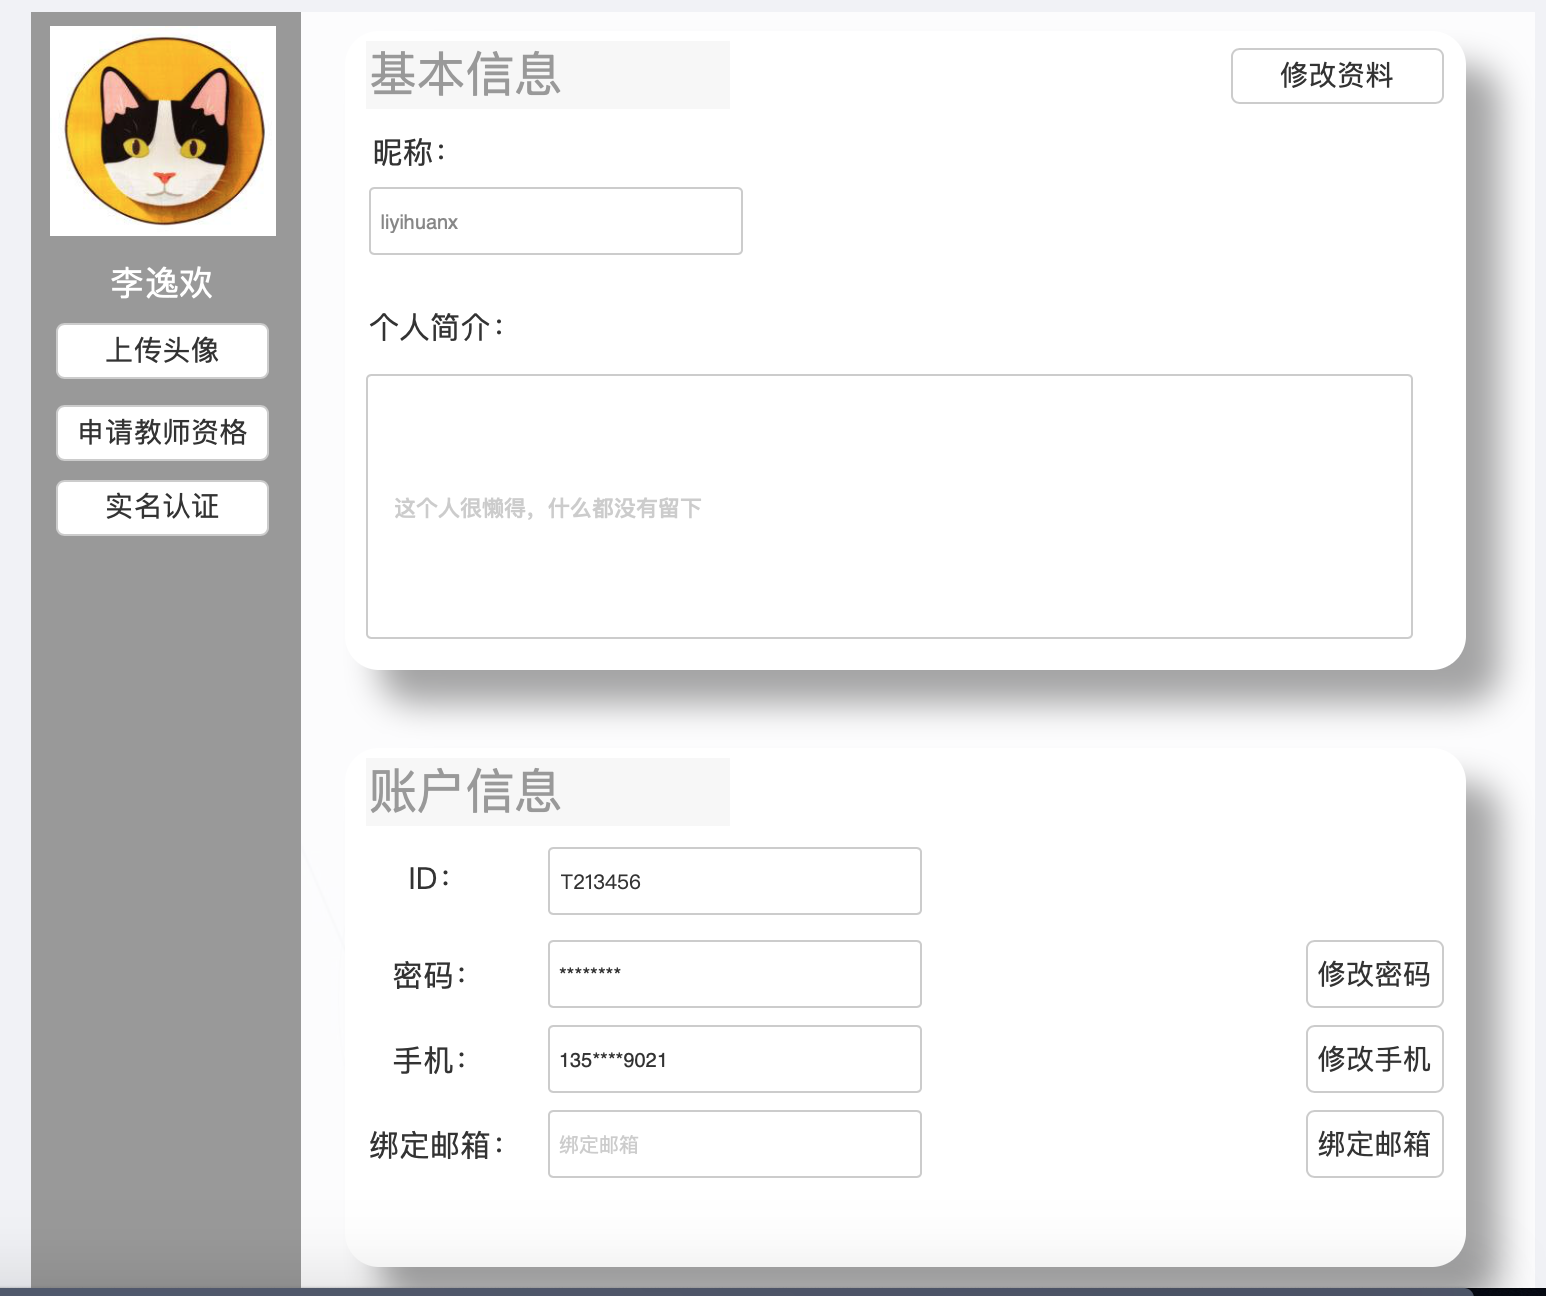 李逸欢
上传头像
申请教师资格
实名认证
基本信息
修改资料
昵称：
liyihuanx
个人简介：
这个人很懒得，什么都没有留下
账户信息
ID：
T213456
密码：
********
修改密码
手机：
135****9021
修改手机
绑定邮箱：
绑定邮箱
绑定邮箱